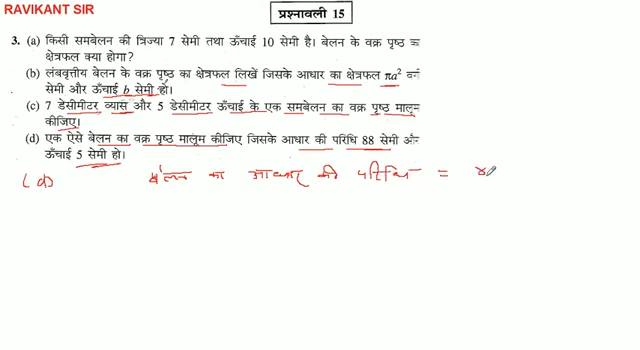 RAVIKANT SIR
प्रश्नावली 15
3. (a) किसी समबेलन की त्रिज्या 7 सेमी तथा ऊँचाई 10 सेमी है। बेलन के वक्र पृष्ठ का
क्षेत्रफल क्या होगा?
(b) लंबवृत्तीय बेलन के वक्र पृष्ठ का क्षेत्रफल लिखें जिसके आधार का क्षेत्रफल πa² वर्ग
सेमी और ऊँचाई b सेमी हो।
(c) 7 डेसीमीटर व्यास और 5 डेसीमीटर ऊँचाई के एक समबेलन का वक्र पृष्ठ मालूम
कीजिए।
(d) एक ऐसे बेलन का वक्र पृष्ठ मालूम कीजिए जिसके आधार की परिधि 88 सेमी और
ऊँचाई 5 सेमी हो।
(d) बेलन का आधार की परिधि =